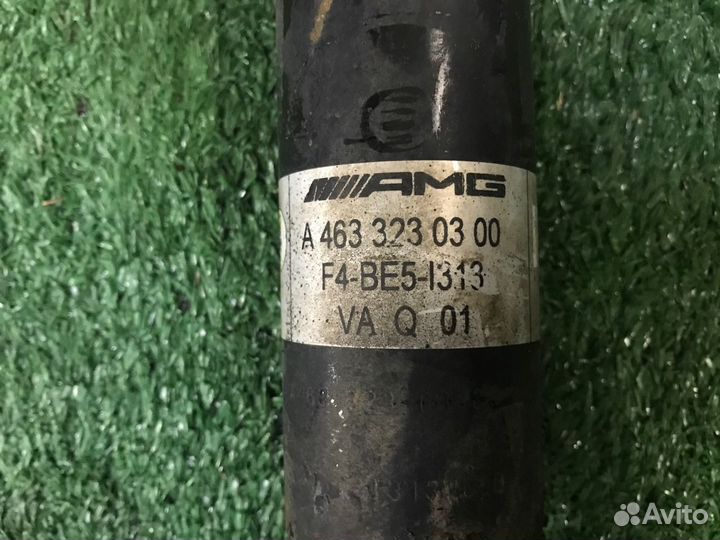 AMG
A 463 323 03 00
F4-BE5-I313
VA Q 01
Avito